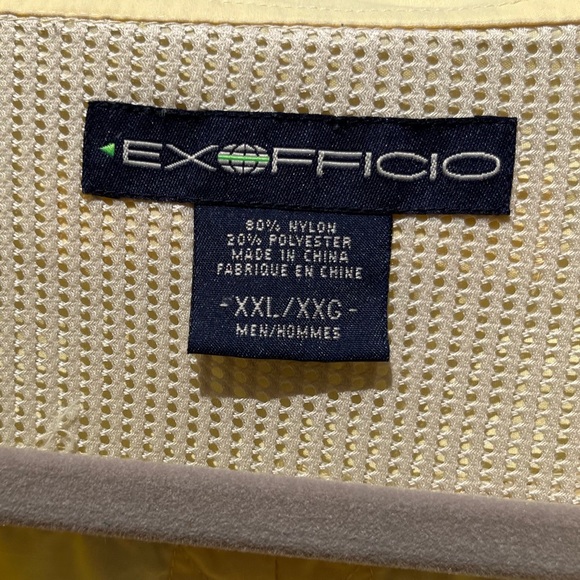 EXOFFICIO
80% NYLON
20% POLYESTER
MADE IN CHINA
FABRIQUE EN CHINE
-XXL/XXG-
MEN/HOMMES